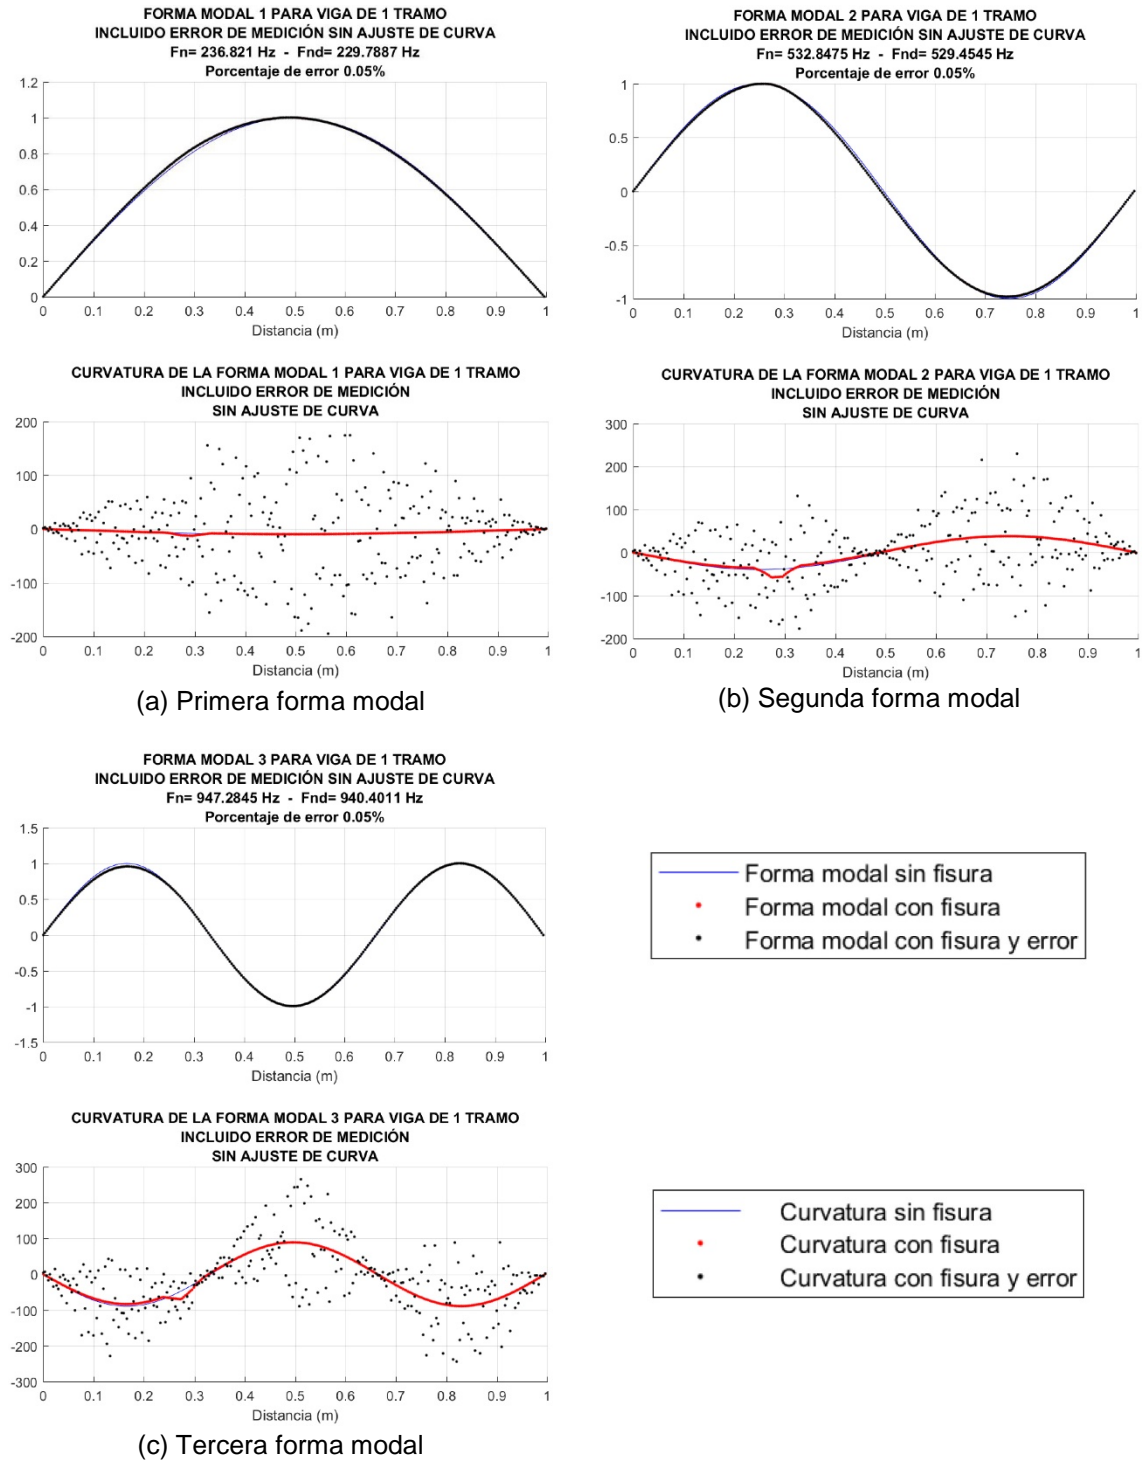 FORMA MODAL 1 PARA VIGA DE 1 TRAMO
INCLUIDO ERROR DE MEDICIÓN SIN AJUSTE DE CURVA
Fn= 236.821 Hz - Fnd= 229.7887 Hz
Porcentaje de error 0.05%
1.2
1
0.8
0.6
0.4
0.2
0
0 0.1 0.2 0.3 0.4 0.5 0.6 0.7 0.8 0.9 1
Distancia (m)
CURVATURA DE LA FORMA MODAL 1 PARA VIGA DE 1 TRAMO
INCLUIDO ERROR DE MEDICIÓN
SIN AJUSTE DE CURVA
200
100
0
-100
-200
0 0.1 0.2 0.3 0.4 0.5 0.6 0.7 0.8 0.9 1
Distancia (m)
(a) Primera forma modal
FORMA MODAL 2 PARA VIGA DE 1 TRAMO
INCLUIDO ERROR DE MEDICIÓN SIN AJUSTE DE CURVA
Fn= 532.8475 Hz - Fnd= 529.4545 Hz
Porcentaje de error 0.05%
1
0.5
0
-0.5
-1
0 0.1 0.2 0.3 0.4 0.5 0.6 0.7 0.8 0.9 1
Distancia (m)
CURVATURA DE LA FORMA MODAL 2 PARA VIGA DE 1 TRAMO
INCLUIDO ERROR DE MEDICIÓN
SIN AJUSTE DE CURVA
300
200
100
0
-100
-200
0 0.1 0.2 0.3 0.4 0.5 0.6 0.7 0.8 0.9 1
Distancia (m)
(b) Segunda forma modal
FORMA MODAL 3 PARA VIGA DE 1 TRAMO
INCLUIDO ERROR DE MEDICIÓN SIN AJUSTE DE CURVA
Fn= 947.2845 Hz - Fnd= 940.4011 Hz
Porcentaje de error 0.05%
1.5
1
0.5
0
-0.5
-1
-1.5
0 0.1 0.2 0.3 0.4 0.5 0.6 0.7 0.8 0.9 1
Distancia (m)
CURVATURA DE LA FORMA MODAL 3 PARA VIGA DE 1 TRAMO
INCLUIDO ERROR DE MEDICIÓN
SIN AJUSTE DE CURVA
300
200
100
0
-100
-200
-300
0 0.1 0.2 0.3 0.4 0.5 0.6 0.7 0.8 0.9 1
Distancia (m)
(c) Tercera forma modal
Forma modal sin fisura
Forma modal con fisura
Forma modal con fisura y error
Curvatura sin fisura
Curvatura con fisura
Curvatura con fisura y error